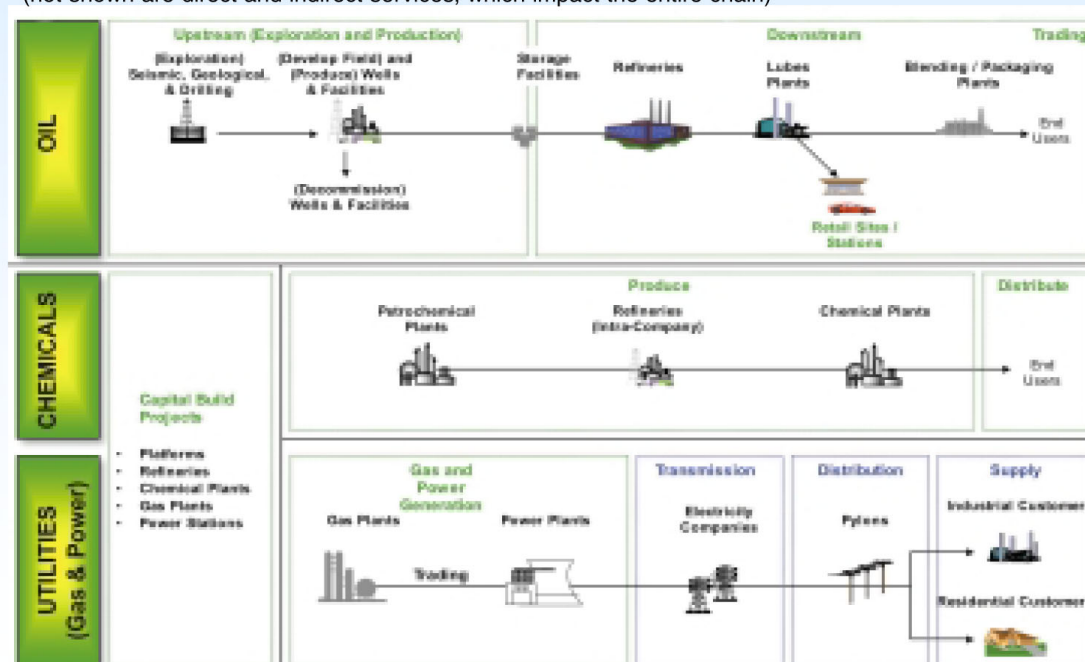 (not shown are direct and indirect services, which impact the entire chain)
OIL
Upstream (Exploration and Production)
(Exploration)
Seismic, Geological,
& Drilling
(Develop Field) and
(Produce) Wells
& Facilities
(Decommission)
Wells & Facilities
Storage
Facilities
Downstream
Trading
Refineries
Lubes
Plants
Blending / Packaging
Plants
End
Users
Retail Sites /
Stations
CHEMICALS
Capital Build
Projects
• Platforms
• Refineries
• Chemical Plants
• Gas Plants
• Power Stations
Produce
Distribute
Petrochemical
Plants
Refineries
(Intra-Company)
Chemical Plants
End
Users
UTILITIES
(Gas & Power)
Gas and
Power
Generation
Gas Plants
Power Plants
Trading
Transmission
Electricity
Companies
Distribution
Pylons
Supply
Industrial Customer
Residential Customer